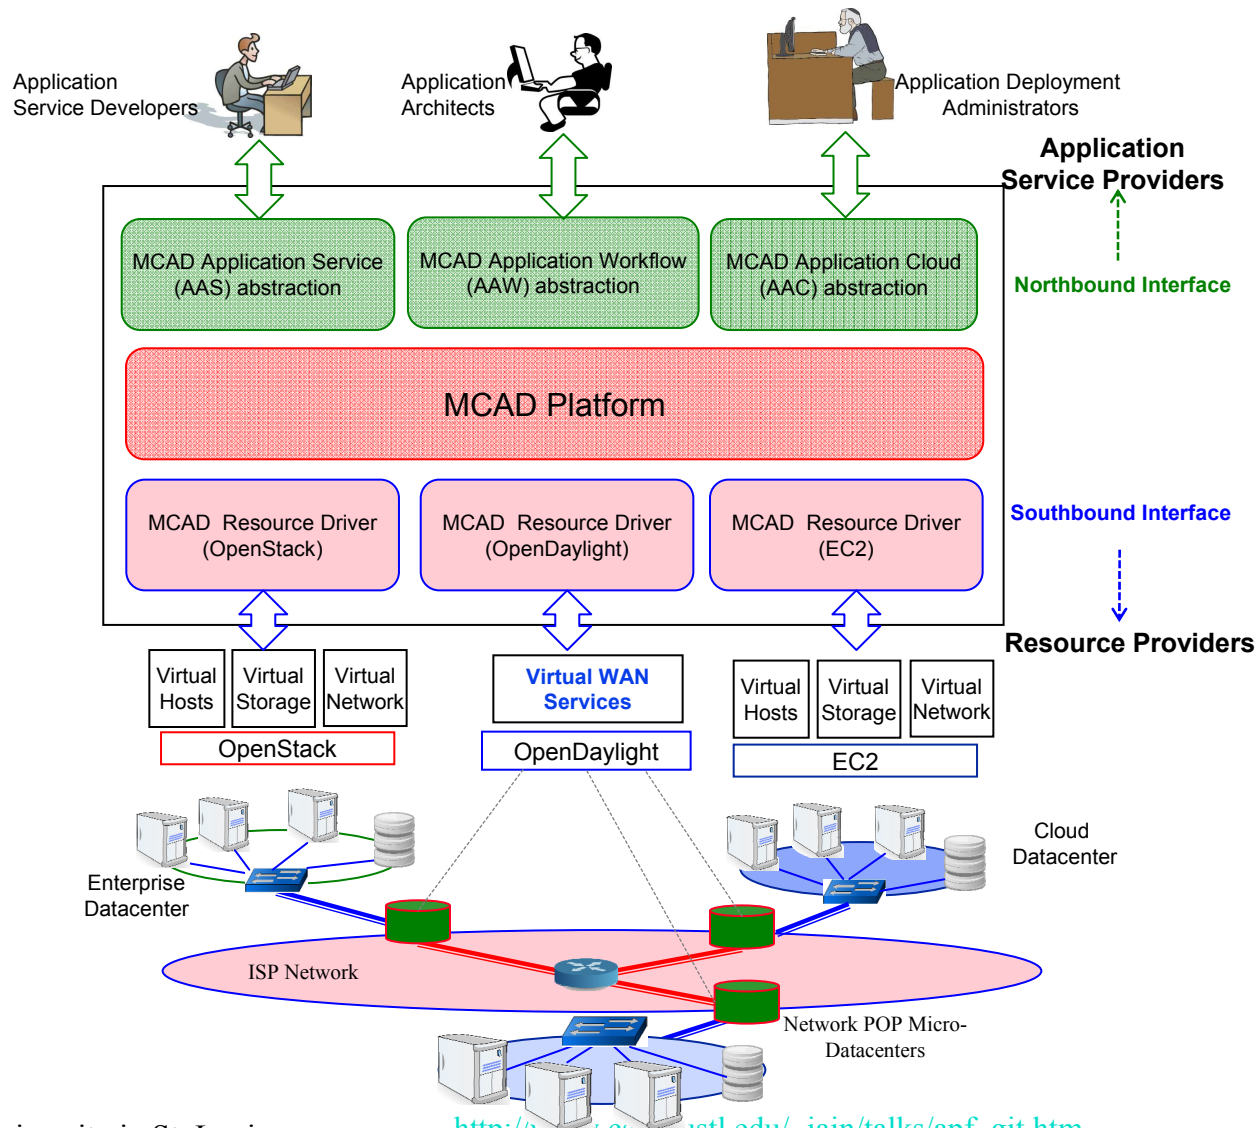 Application
Service Developers
Application
Architects
Application Deployment
Administrators
Application
Service Providers
MCAD Application Service
(AAS) abstraction
MCAD Application Workflow
(AAW) abstraction
MCAD Application Cloud
(AAC) abstraction
Northbound Interface
MCAD Platform
MCAD Resource Driver
(OpenStack)
MCAD Resource Driver
(OpenDaylight)
MCAD Resource Driver
(EC2)
Southbound Interface
Resource Providers
Virtual
Hosts
Virtual
Storage
Virtual
Network
OpenStack
Virtual WAN
Services
OpenDaylight
Virtual
Hosts
Virtual
Storage
Virtual
Network
EC2
Enterprise
Datacenter
Cloud
Datacenter
ISP Network
Network POP Micro-
Datacenters